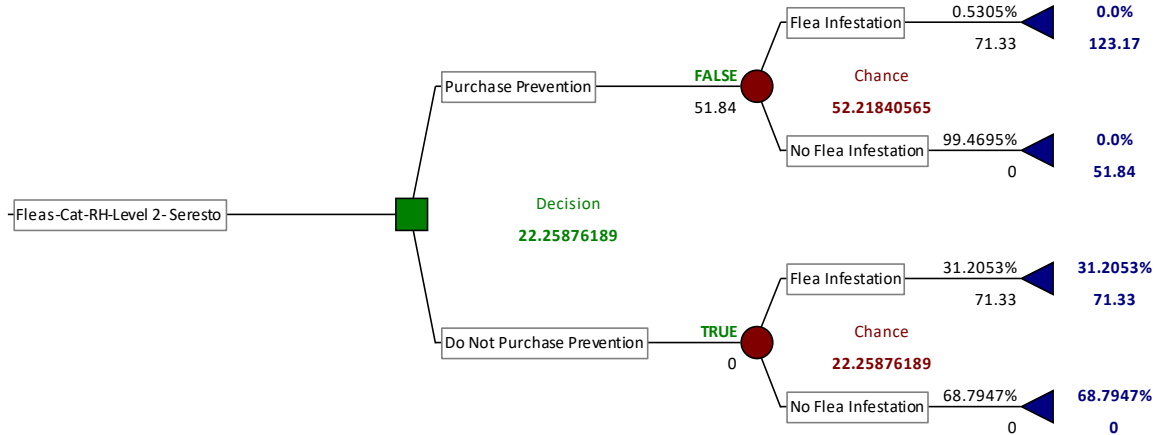 Flea Infestation
0.5305%
0.0%
71.33
123.17
Purchase Prevention
FALSE
51.84
Chance
52.21840565
No Flea Infestation
99.4695%
0.0%
0
51.84
Fleas-Cat-RH-Level 2- Seresto
Decision
22.25876189
Flea Infestation
31.2053%
31.2053%
71.33
71.33
Do Not Purchase Prevention
TRUE
0
Chance
22.25876189
No Flea Infestation
68.7947%
68.7947%
0
0